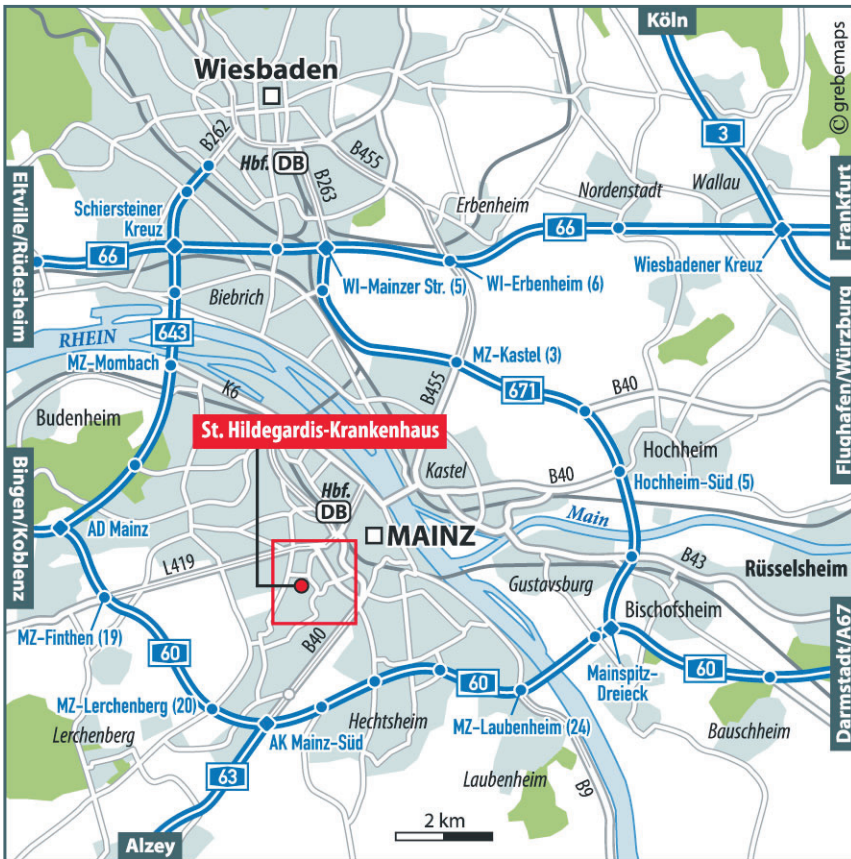 Köln
© grebemaps
Wiesbaden
B262
B455
3
Hbf. DB
B263
Nordenstadt
Wallau
Eltville/Rüdesheim
Schiersteiner
Kreuz
Erbenheim
Frankfurt
66
66
Wiesbadener Kreuz
WI-Mainzer Str. (5)
WI-Erbenheim (6)
Biebrich
RHEIN
643
Flughafen/Würzburg
MZ-Mombach
MZ-Kastel (3)
K6
B455
671
B40
Budenheim
St. Hildegardis-Krankenhaus
Hochheim
Kastel
B40
Hochheim-Süd (5)
Bingen/Koblenz
Hbf.
DB
AD Mainz
MAINZ
Main
L419
B43
Rüsselsheim
Gustavsburg
Bischofsheim
MZ-Finthen (19)
B40
60
Mainspitz-
Dreieck
60
Darmstadt/A67
60
MZ-Lerchenberg (20)
Hechtsheim
MZ-Laubenheim (24)
Bauschheim
Lerchenberg
AK Mainz-Süd
63
Laubenheim
B9
2 km
Alzey